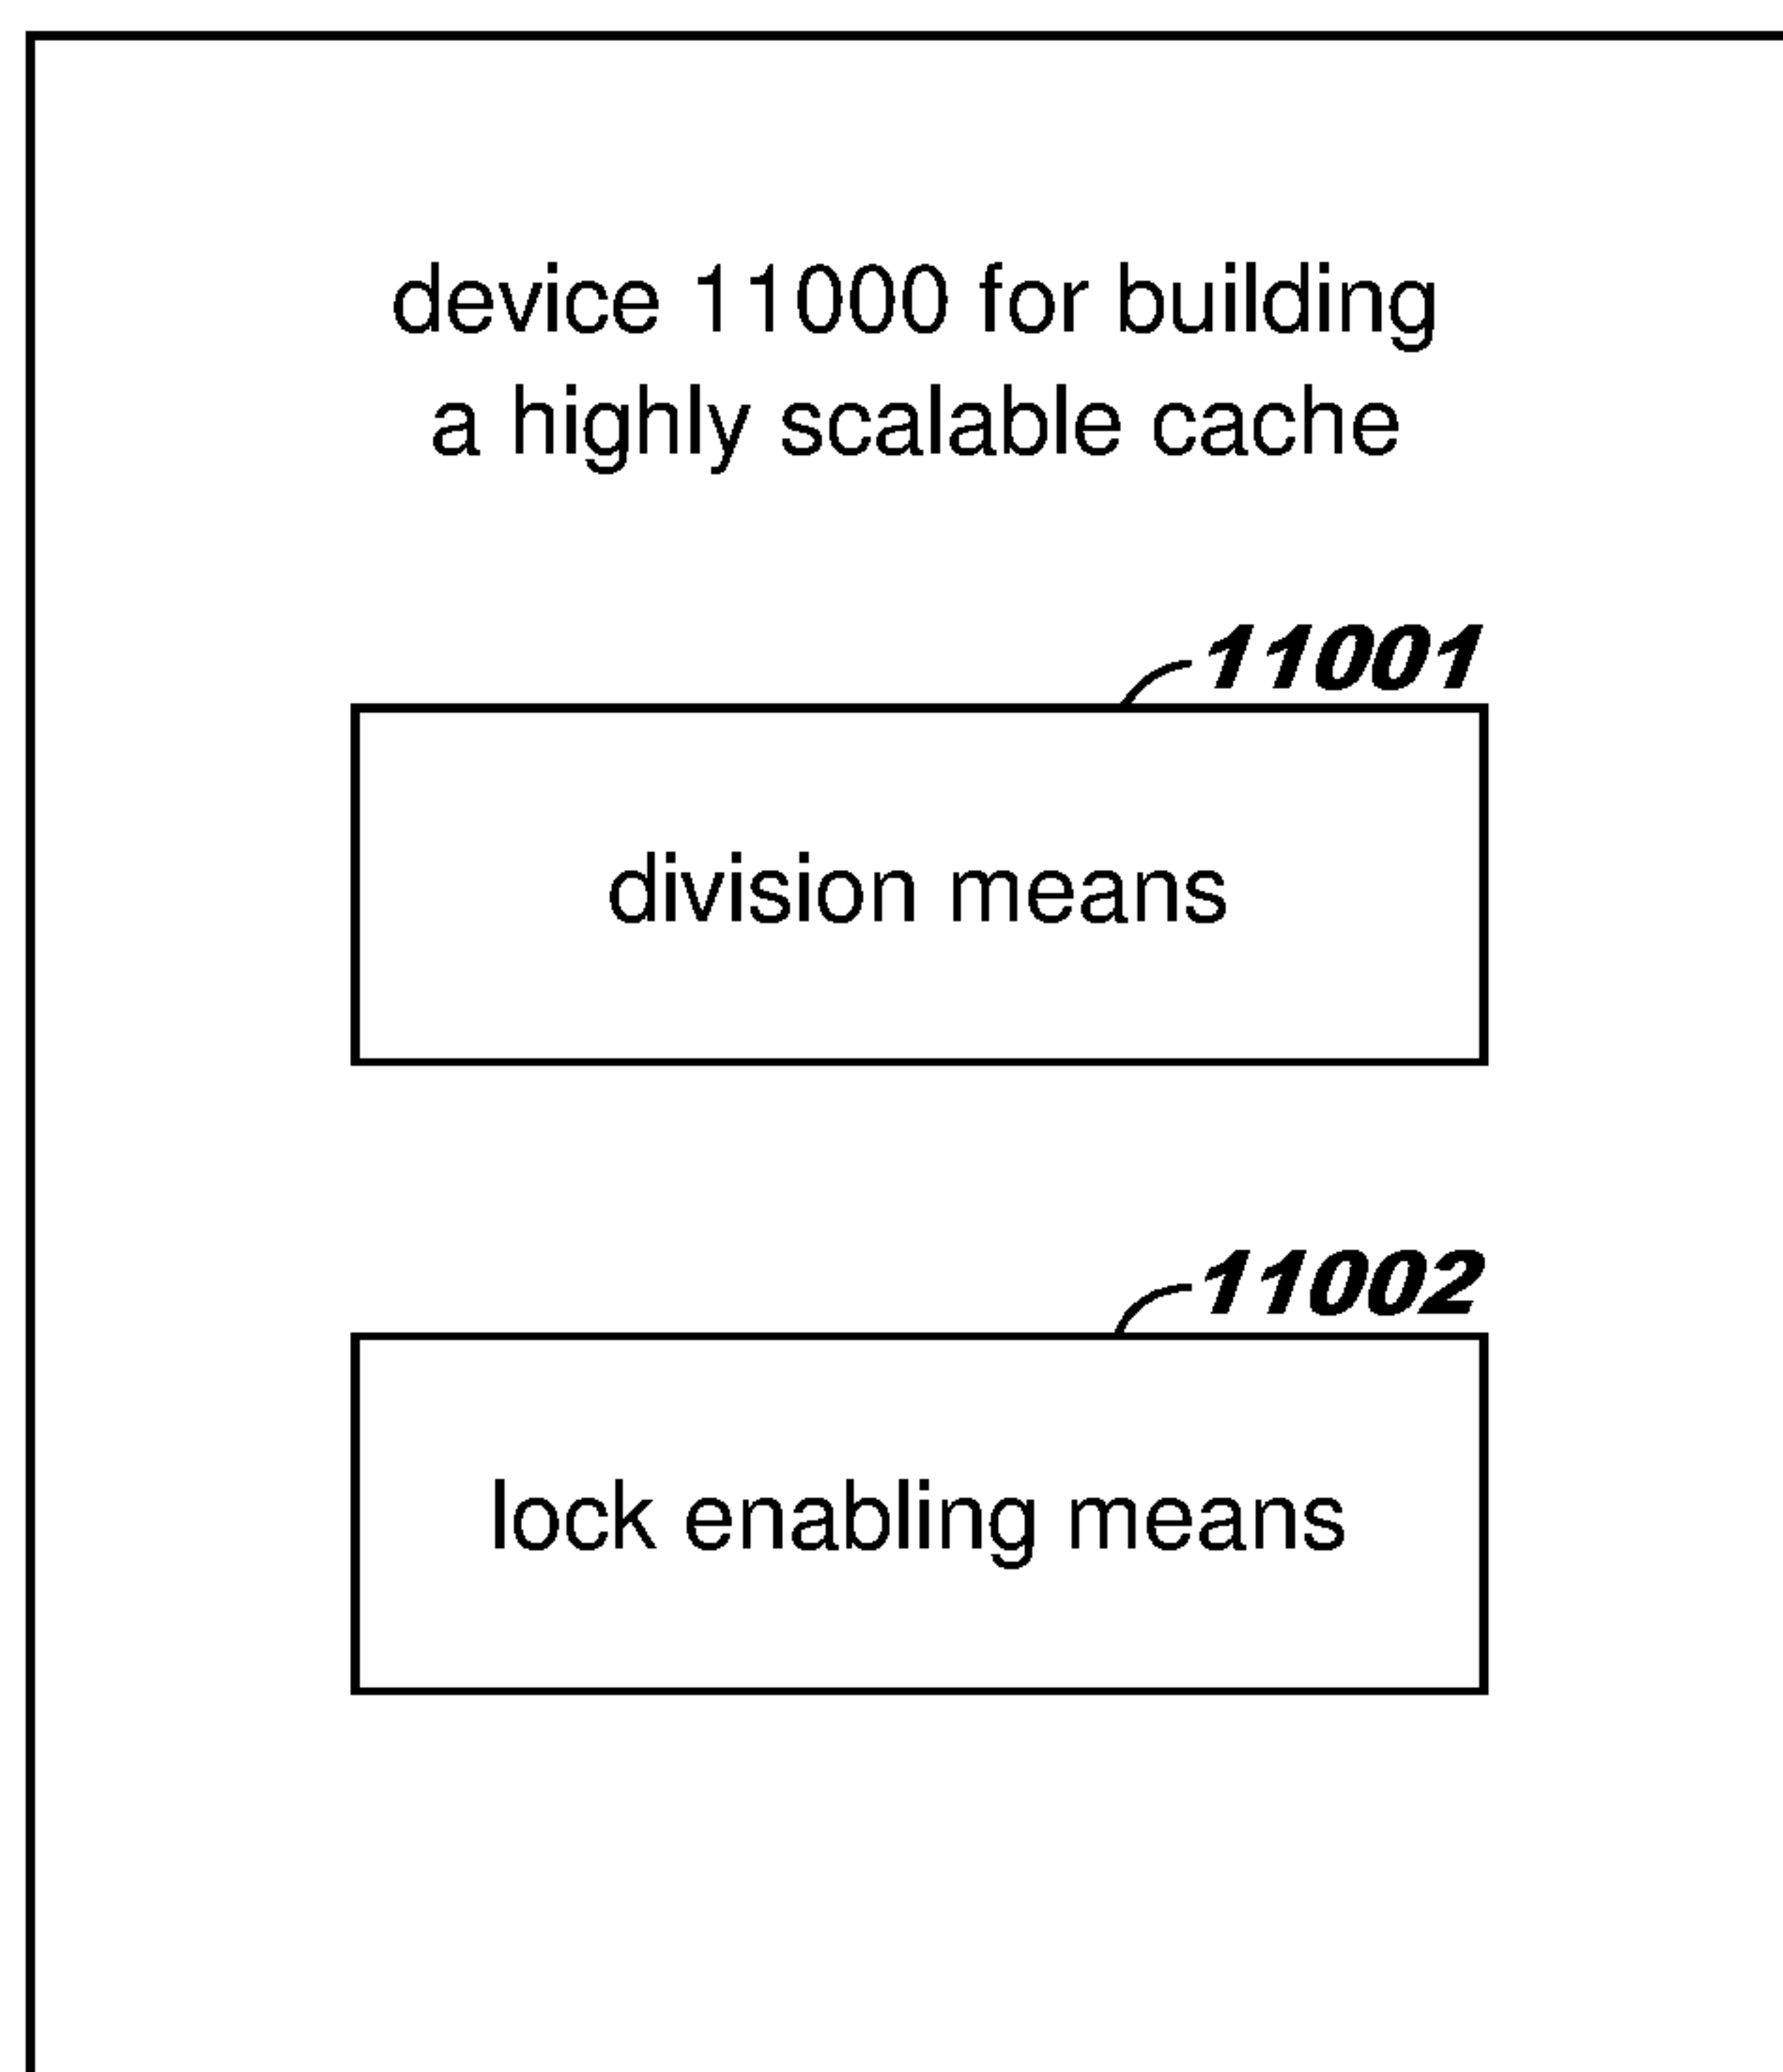 device 11000 for building
a highly scalable cache
11001
division means
11002
lock enabling means